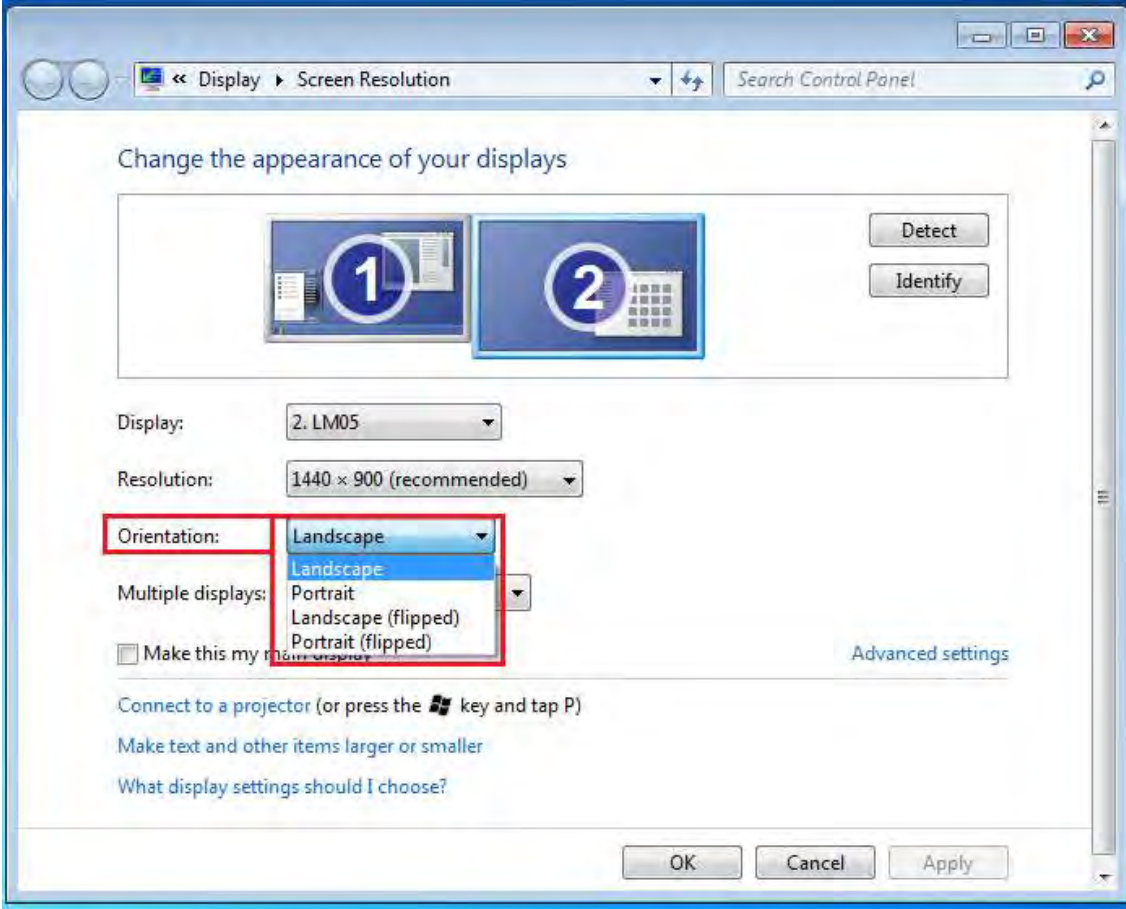 « Display ▸ Screen Resolution
Search Control Panel
Change the appearance of your displays
1
2
Detect
Identify
Display: 2. LM05
Resolution: 1440 × 900 (recommended)
Orientation: Landscape
Landscape
Multiple displays: Portrait
Landscape (flipped)
Portrait (flipped)
Make this my main display
Advanced settings
Connect to a projector (or press the key and tap P)
Make text and other items larger or smaller
What display settings should I choose?
OK Cancel Apply